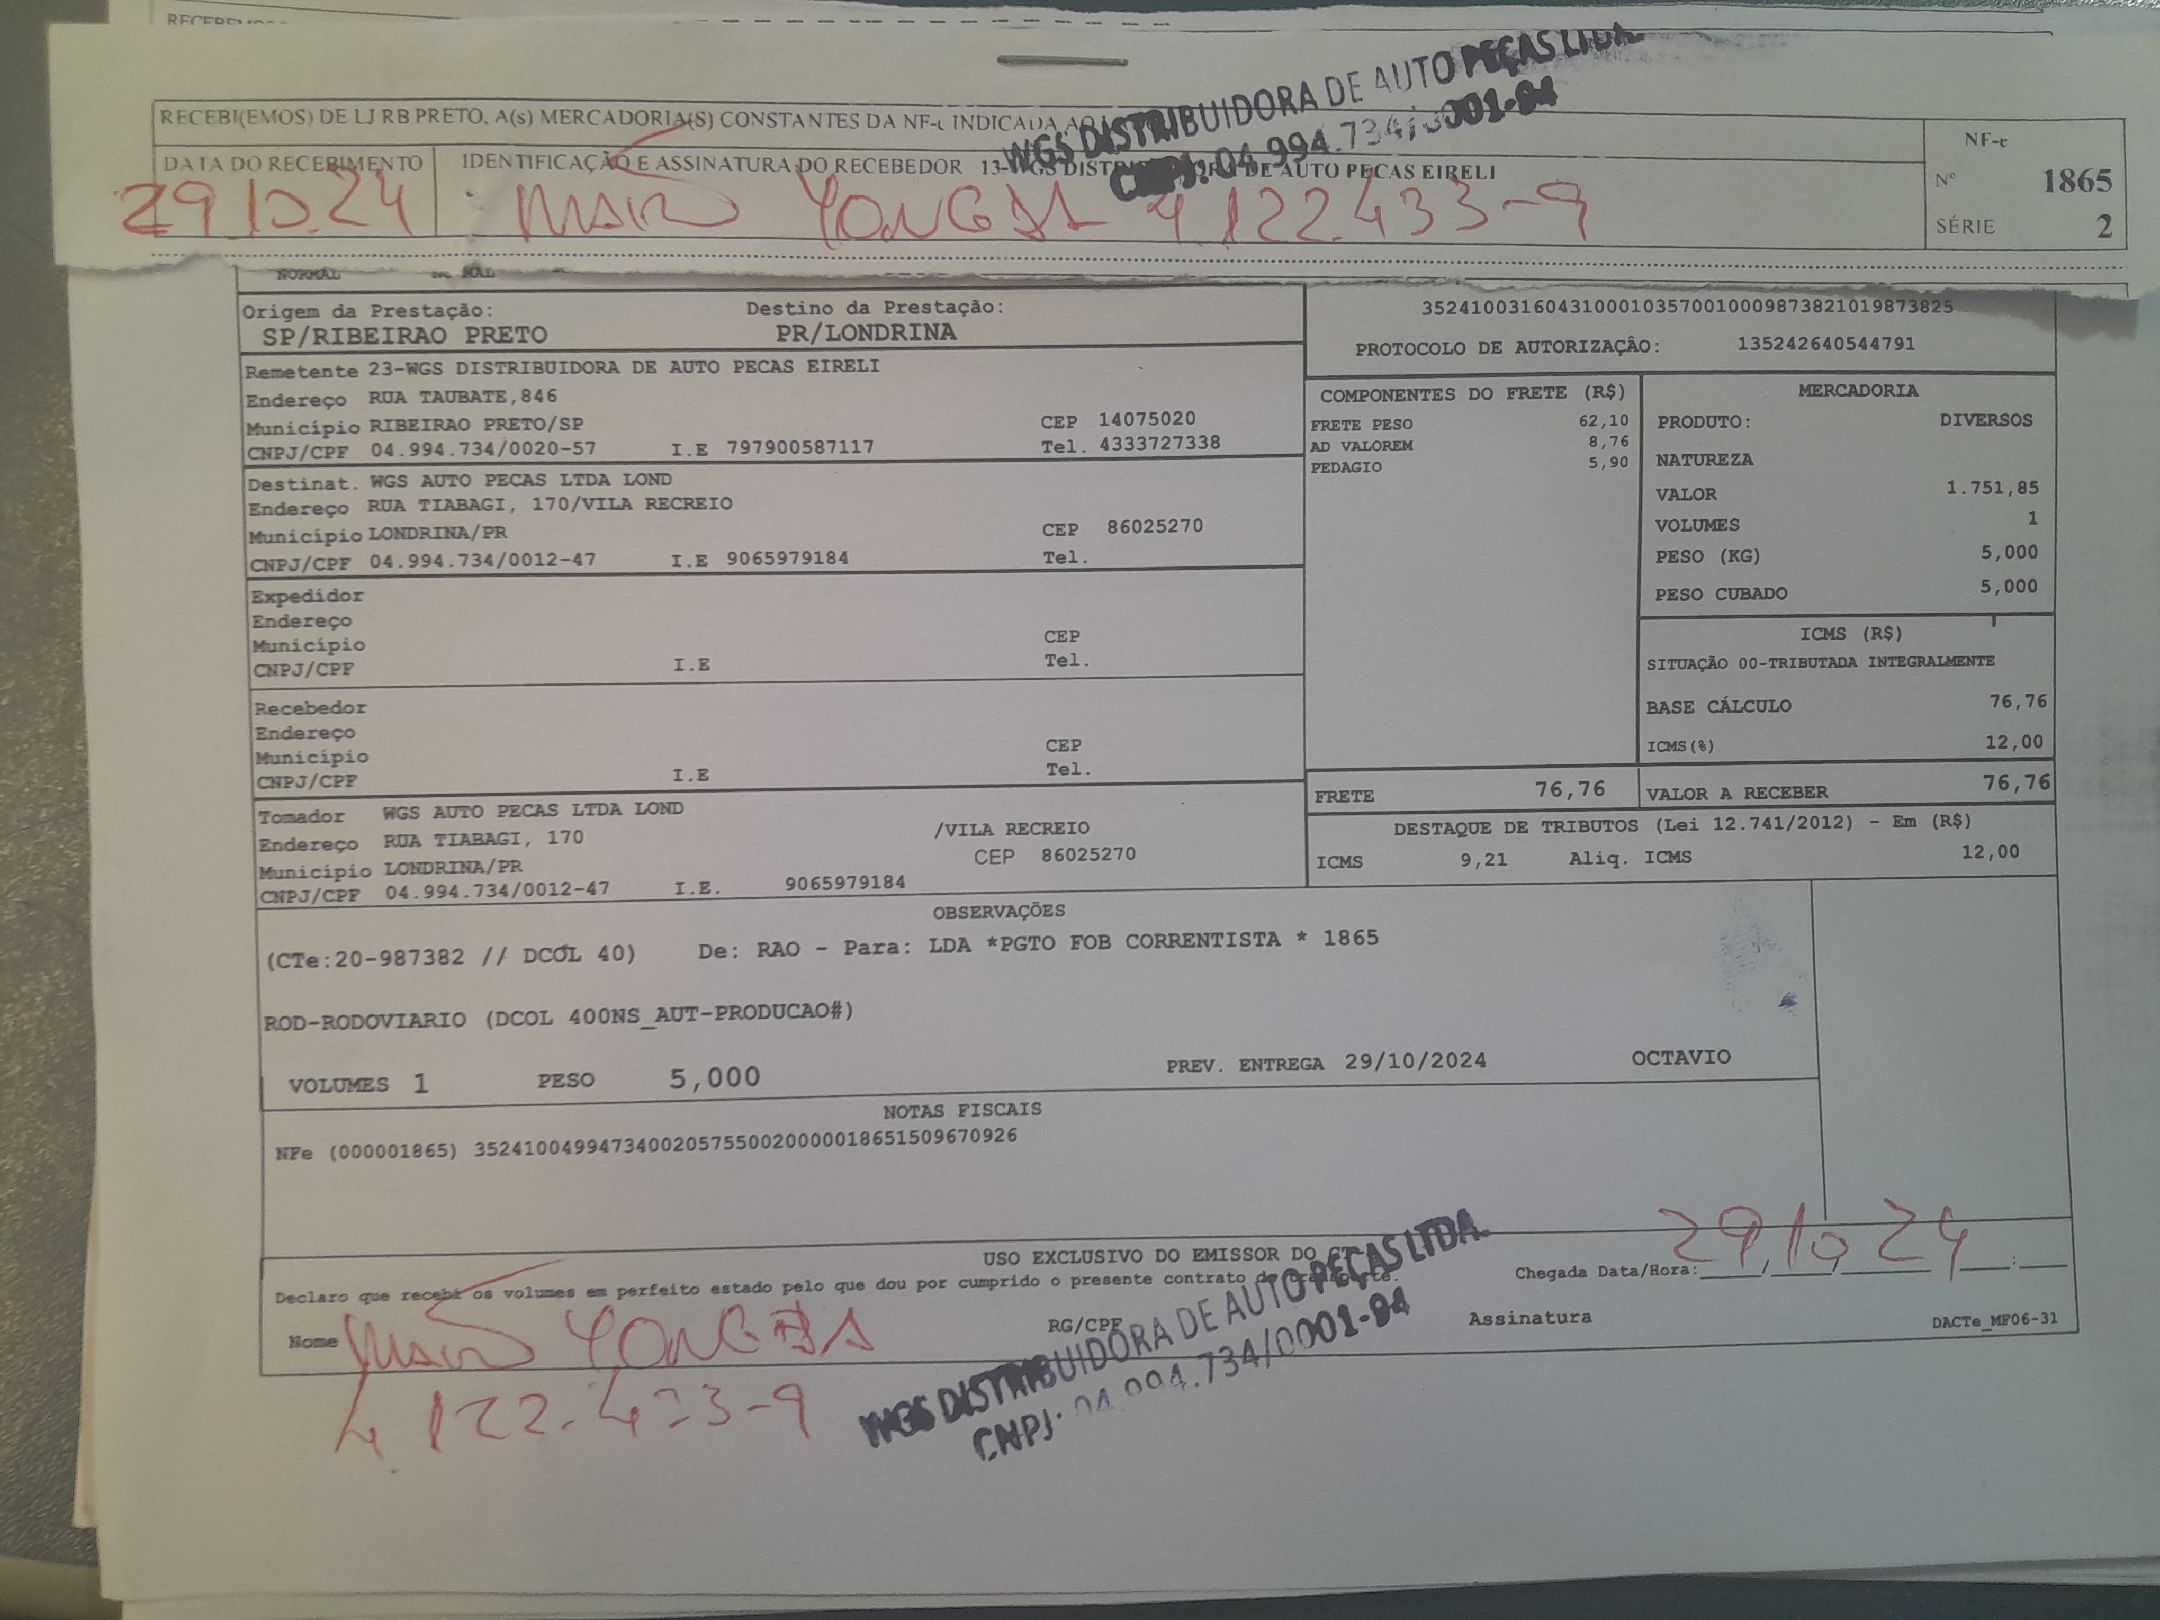 RECEBI(EMOS) DE LJ RB PRETO, A(s) MERCADORIA(S) CONSTANTES DA NF-e INDICADA AO
WGS DISTRIBUIDORA DE AUTO PEÇAS LTDA.
CNPJ: 04.994.734/0001-94
NF-e
Nº 1865
SÉRIE 2
DATA DO RECEBIMENTO IDENTIFICAÇÃO E ASSINATURA DO RECEBEDOR 13-WGS DISTRIBUIDORA DE AUTO PECAS EIRELI
29.10.24 4.122.433-9
NORMAL
Origem da Prestação: Destino da Prestação:
SP/RIBEIRAO PRETO PR/LONDRINA
35241003160431000103570010009873821019873825
PROTOCOLO DE AUTORIZAÇÂO: 135242640544791
Remetente 23-WGS DISTRIBUIDORA DE AUTO PECAS EIRELI
Endereço RUA TAUBATE,846
Município RIBEIRAO PRETO/SP CEP 14075020
CNPJ/CPF 04.994.734/0020-57 I.E 797900587117 Tel. 4333727338
Destinat. WGS AUTO PECAS LTDA LOND
Endereço RUA TIABAGI, 170/VILA RECREIO
Município LONDRINA/PR CEP 86025270
CNPJ/CPF 04.994.734/0012-47 I.E 9065979184 Tel.
Expedidor
Endereço
Município CEP
CNPJ/CPF I.E Tel.
Recebedor
Endereço
Município CEP
CNPJ/CPF I.E Tel.
Tomador WGS AUTO PECAS LTDA LOND
Endereço RUA TIABAGI, 170 /VILA RECREIO
Município LONDRINA/PR CEP 86025270
CNPJ/CPF 04.994.734/0012-47 I.E. 9065979184
COMPONENTES DO FRETE (R$)
FRETE PESO 62,10
AD VALOREM 8,76
PEDAGIO 5,90
MERCADORIA
PRODUTO: DIVERSOS
NATUREZA
VALOR 1.751,85
VOLUMES 1
PESO (KG) 5,000
PESO CUBADO 5,000
ICMS (R$)
SITUAÇÃO 00-TRIBUTADA INTEGRALMENTE
BASE CÁLCULO 76,76
ICMS(%) 12,00
FRETE 76,76 VALOR A RECEBER 76,76
DESTAQUE DE TRIBUTOS (Lei 12.741/2012) - Em (R$)
ICMS 9,21 Aliq. ICMS 12,00
OBSERVAÇÕES
(CTe:20-987382 // DCOL 40) De: RAO - Para: LDA *PGTO FOB CORRENTISTA * 1865
ROD-RODOVIARIO (DCOL 400NS_AUT-PRODUCAO#)
VOLUMES 1 PESO 5,000 PREV. ENTREGA 29/10/2024 OCTAVIO
NOTAS FISCAIS
NFe (000001865) 35241004994734002057550020000018651509670926
USO EXCLUSIVO DO EMISSOR DO CT
Declaro que recebi os volumes em perfeito estado pelo que dou por cumprido o presente contrato de transporte.
Chegada Data/Hora: 29,10,24 :
Nome RG/CPF Assinatura DACTe_MF06-31
4.122.433-9
WGS DISTRIBUIDORA DE AUTO PEÇAS LTDA.
CNPJ: 04.994.734/0001-94